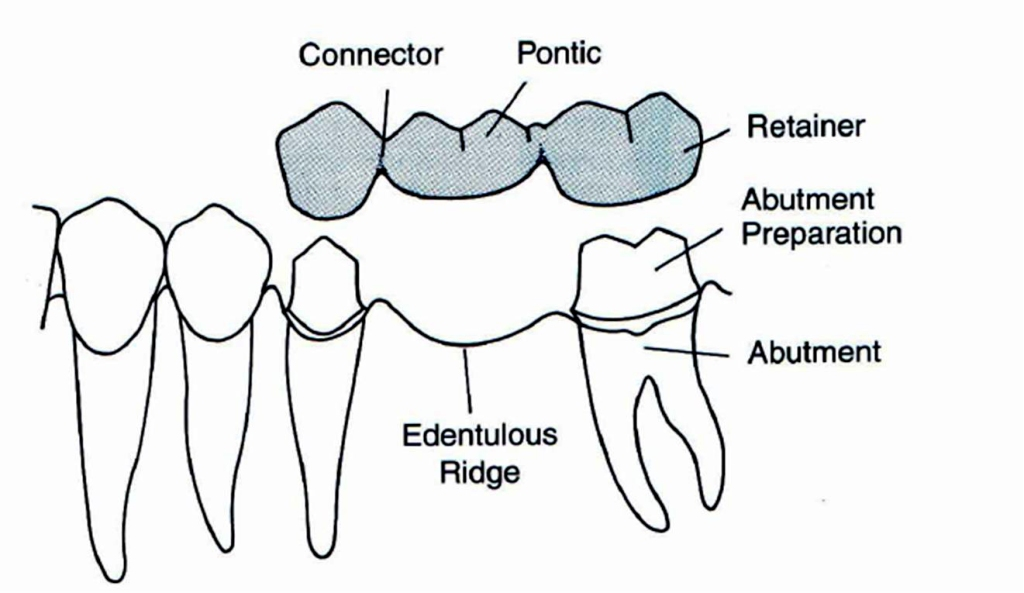 Connector
Pontic
Retainer
Abutment
Preparation
Abutment
Edentulous
Ridge